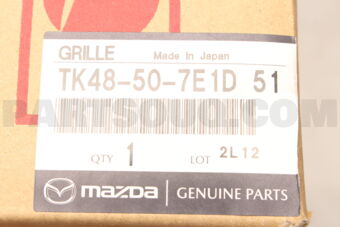 GRILLE Made In Japan
TK48-50-7E1D 51
PARTSOUQ.COM
QTY 1 LOT 2L12
mazda GENUINE PARTS